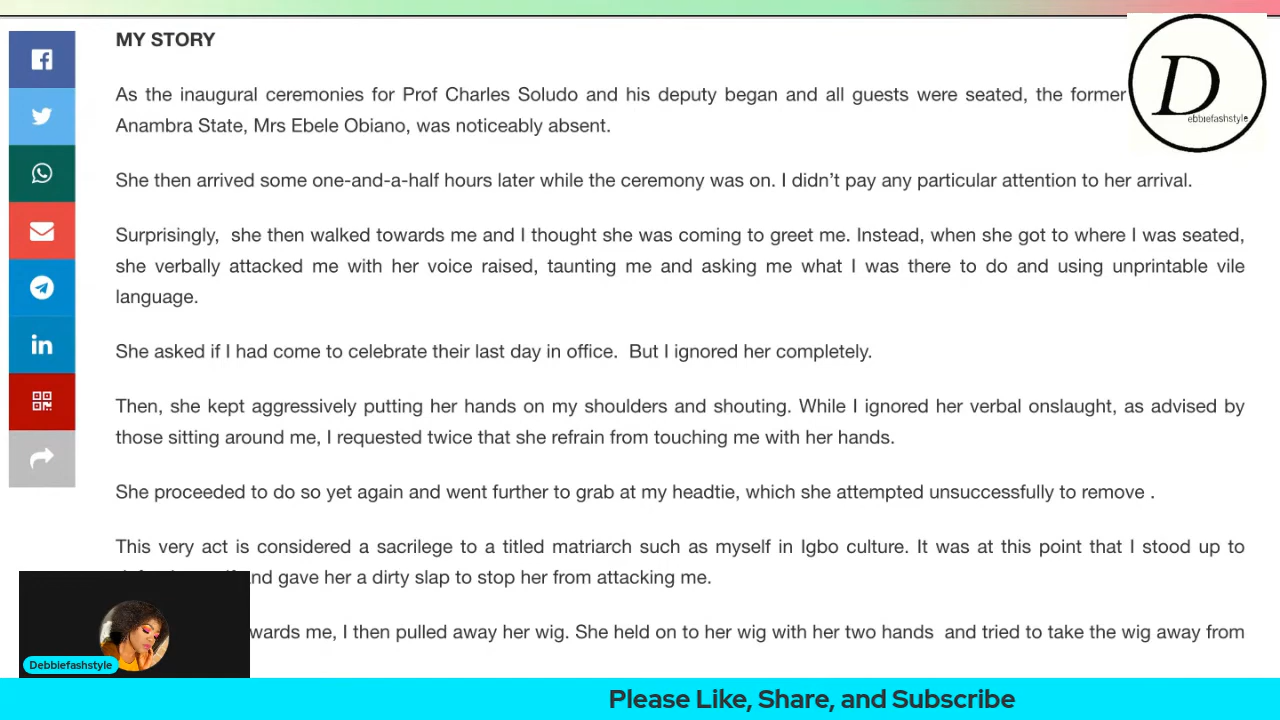 MY STORY
As the inaugural ceremonies for Prof Charles Soludo and his deputy began and all guests were seated, the former
Anambra State, Mrs Ebele Obiano, was noticeably absent.
She then arrived some one-and-a-half hours later while the ceremony was on. I didn’t pay any particular attention to her arrival.
Surprisingly,  she then walked towards me and I thought she was coming to greet me. Instead, when she got to where I was seated,
she verbally attacked me with her voice raised, taunting me and asking me what I was there to do and using unprintable vile
language.
She asked if I had come to celebrate their last day in office.  But I ignored her completely.
Then, she kept aggressively putting her hands on my shoulders and shouting. While I ignored her verbal onslaught, as advised by
those sitting around me, I requested twice that she refrain from touching me with her hands.
She proceeded to do so yet again and went further to grab at my headtie, which she attempted unsuccessfully to remove .
This very act is considered a sacrilege to a titled matriarch such as myself in Igbo culture. It was at this point that I stood up to
and gave her a dirty slap to stop her from attacking me.
wards me, I then pulled away her wig. She held on to her wig with her two hands  and tried to take the wig away from
D
ebbiefashstyle
in
Debbiefashstyle
Please Like, Share, and Subscribe